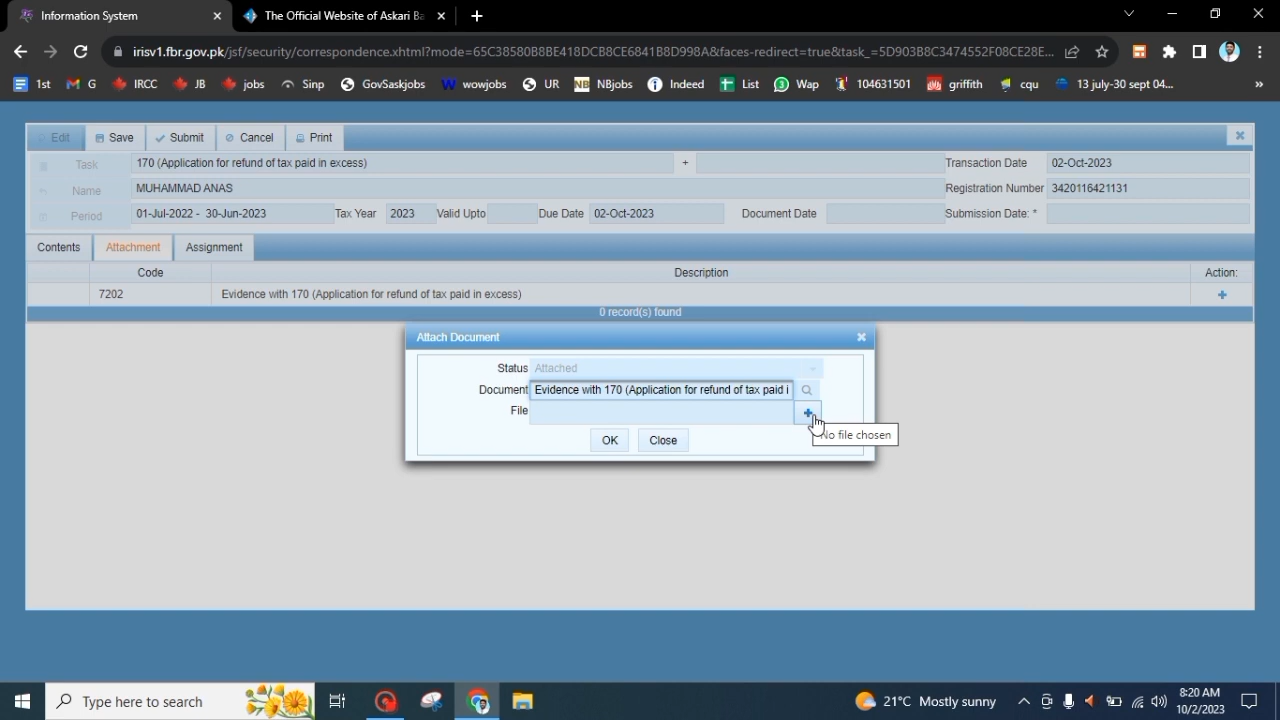 Information System
The Official Website of Askari Ba
irisv1.fbr.gov.pk/jsf/security/correspondence.xhtml?mode=65C38580B8BE418DCB8CE6841B8D998A&faces-redirect=true&task_=5D903B8C3474552F08CE28E...
1st G IRCC JB jobs Sinp GovSaskjobs wowjobs UR NBjobs Indeed List Wap 104631501 griffith cqu 13 july-30 sept 04... »
Edit Save Submit Cancel Print
Task 170 (Application for refund of tax paid in excess) + Transaction Date 02-Oct-2023
Name MUHAMMAD ANAS Registration Number 3420116421131
Period 01-Jul-2022 - 30-Jun-2023 Tax Year 2023 Valid Upto Due Date 02-Oct-2023 Document Date Submission Date: *
Contents Attachment Assignment
Code Description Action:
7202 Evidence with 170 (Application for refund of tax paid in excess)
0 record(s) found
Attach Document
Status Attached
Document Evidence with 170 (Application for refund of tax paid i
File
No file chosen
OK Close
Type here to search
21°C Mostly sunny
8:20 AM
10/2/2023